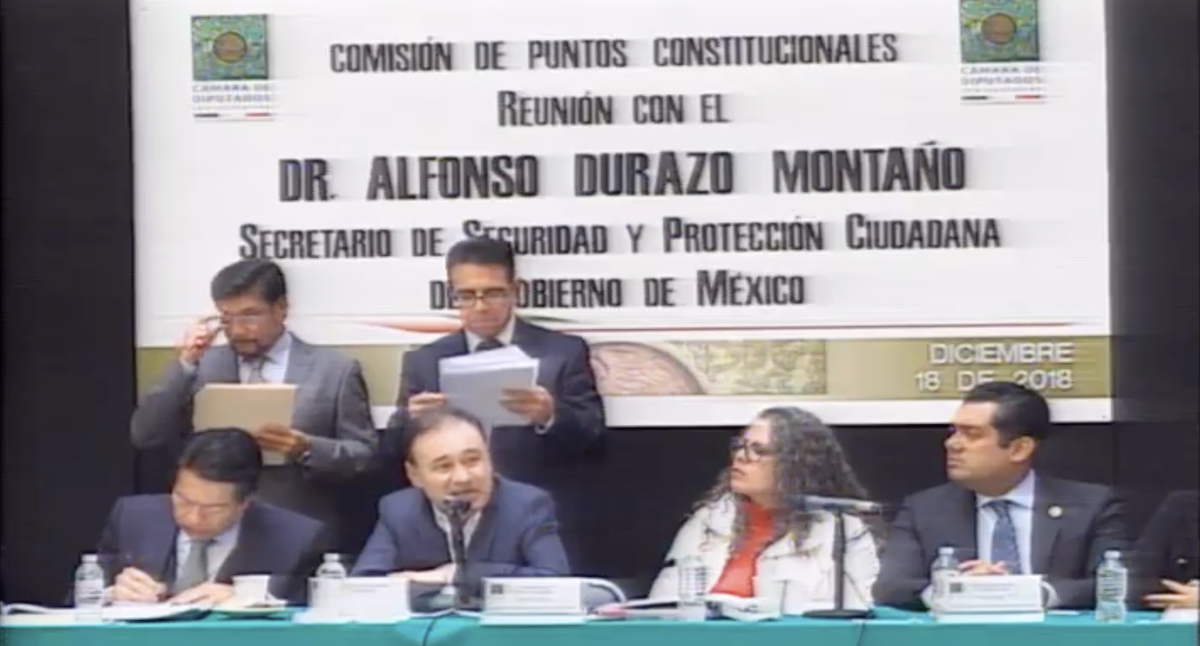 CÁMARA DE
DIPUTADOS
CÁMARA DE
DIPUTADOS
COMISIÓN DE PUNTOS CONSTITUCIONALES
REUNIÓN CON EL
DR. ALFONSO DURAZO MONTAÑO
SECRETARIO DE SEGURIDAD Y PROTECCIÓN CIUDADANA
DEL GOBIERNO DE MÉXICO
DICIEMBRE
18 DE 2018